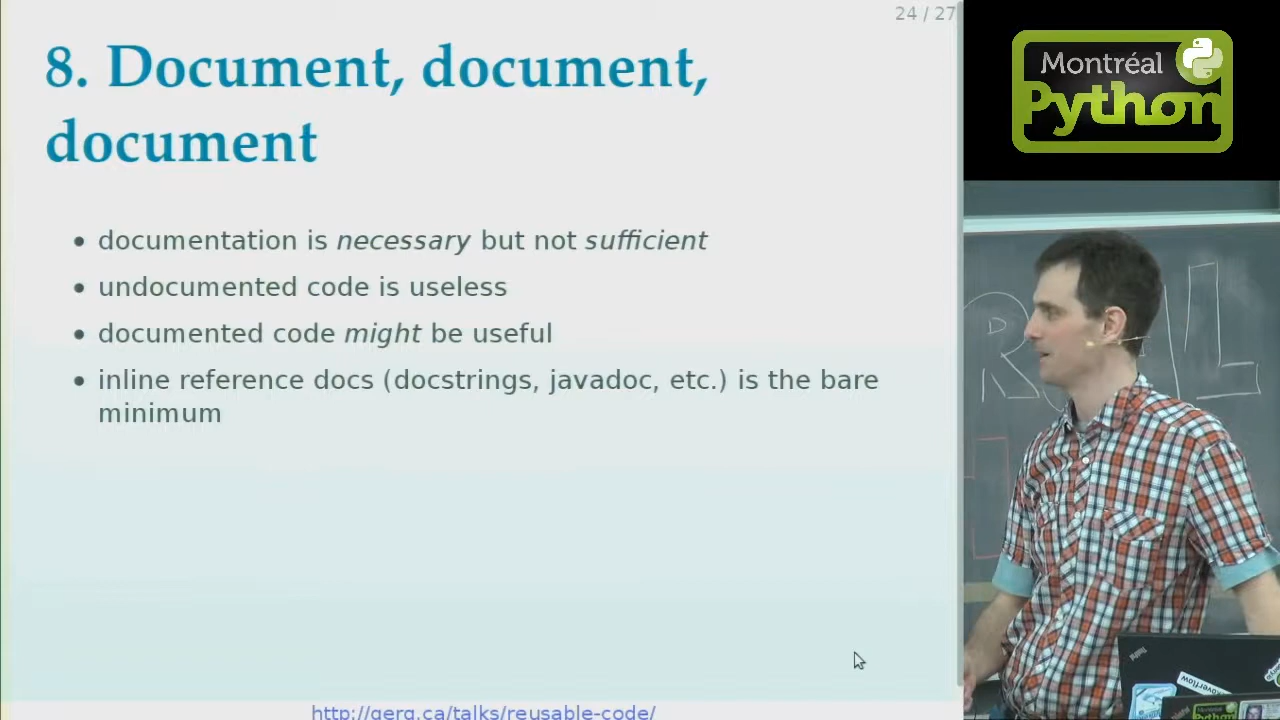 24 / 27
8. Document, document,
document
• documentation is necessary but not sufficient
• undocumented code is useless
• documented code might be useful
• inline reference docs (docstrings, javadoc, etc.) is the bare
minimum
http://gerg.ca/talks/reusable-code/
Montréal
Python
Montréal
Python